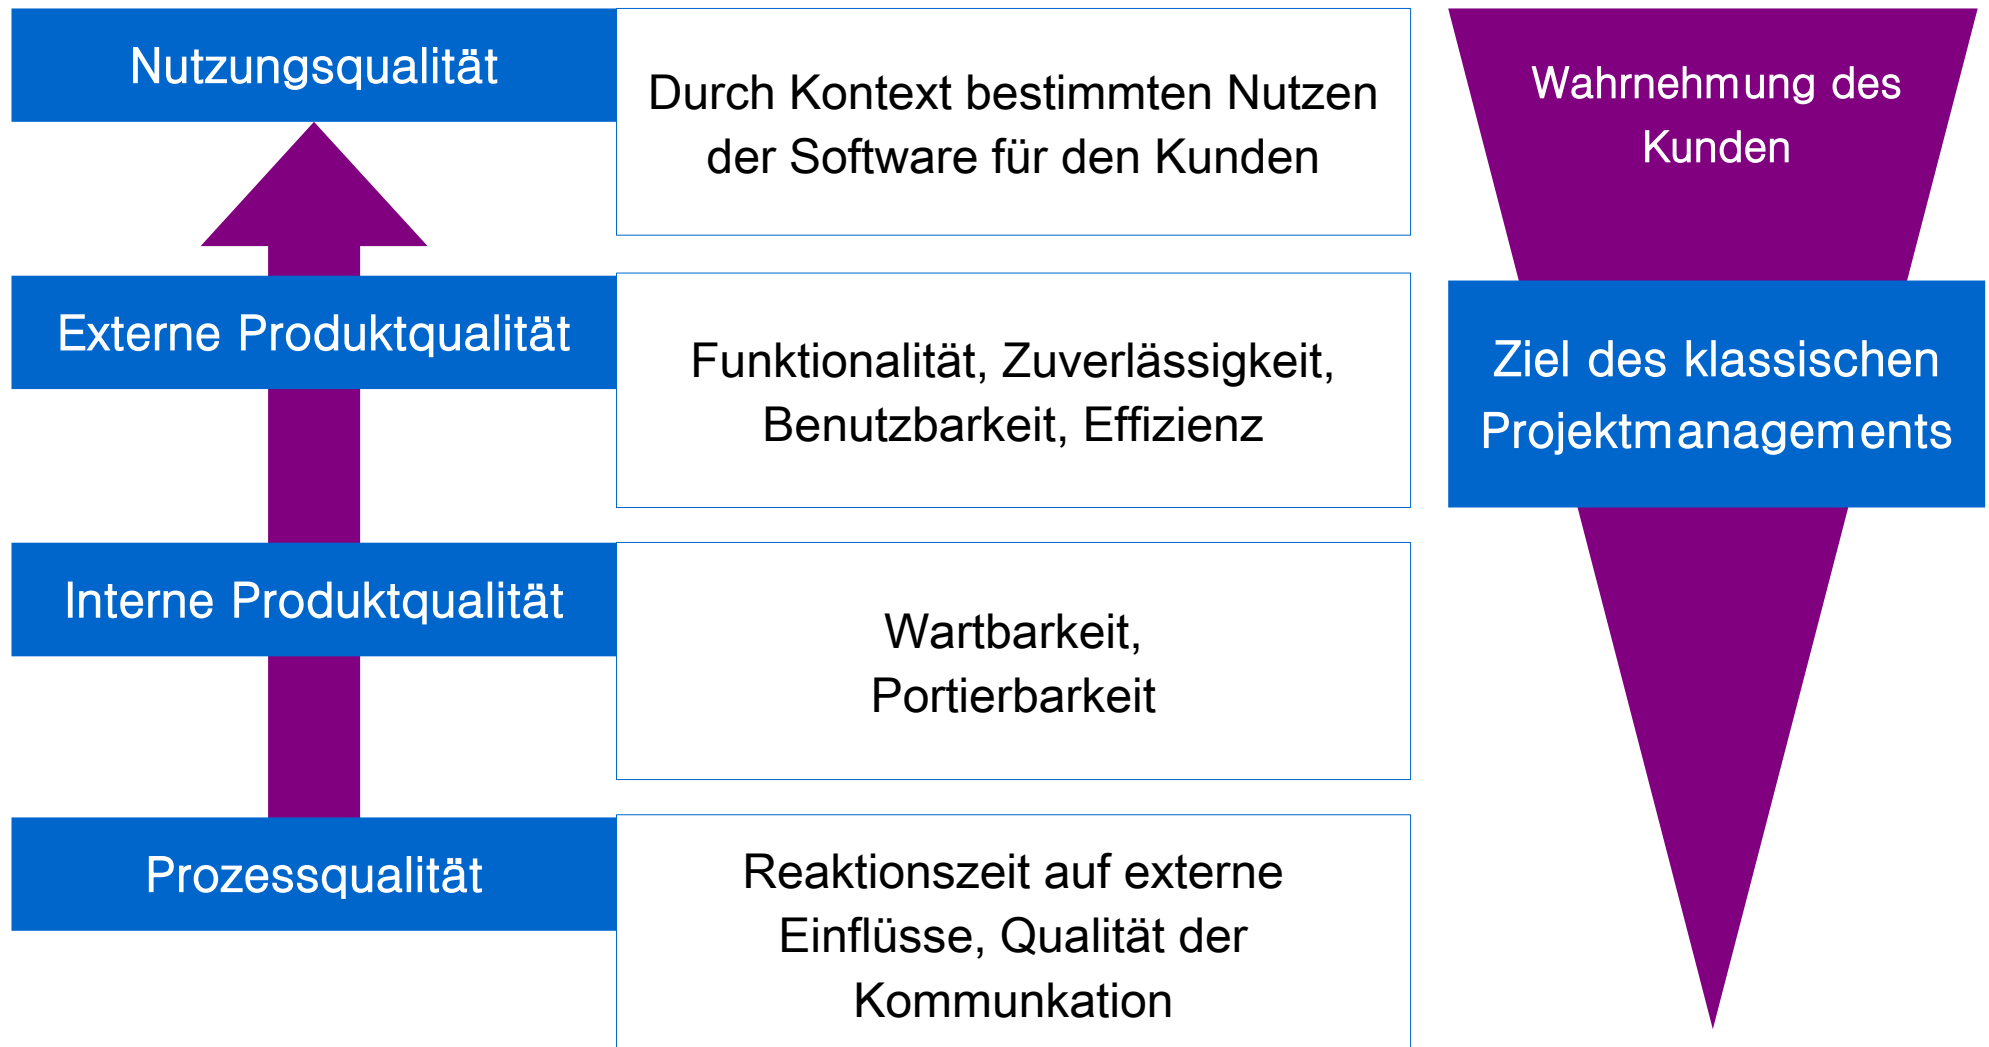 Nutzungsqualität
Durch Kontext bestimmten Nutzen
der Software für den Kunden
Wahrnehmung des
Kunden
Externe Produktqualität
Funktionalität, Zuverlässigkeit,
Benutzbarkeit, Effizienz
Ziel des klassischen
Projektmanagements
Interne Produktqualität
Wartbarkeit,
Portierbarkeit
Prozessqualität
Reaktionszeit auf externe
Einflüsse, Qualität der
Kommunkation